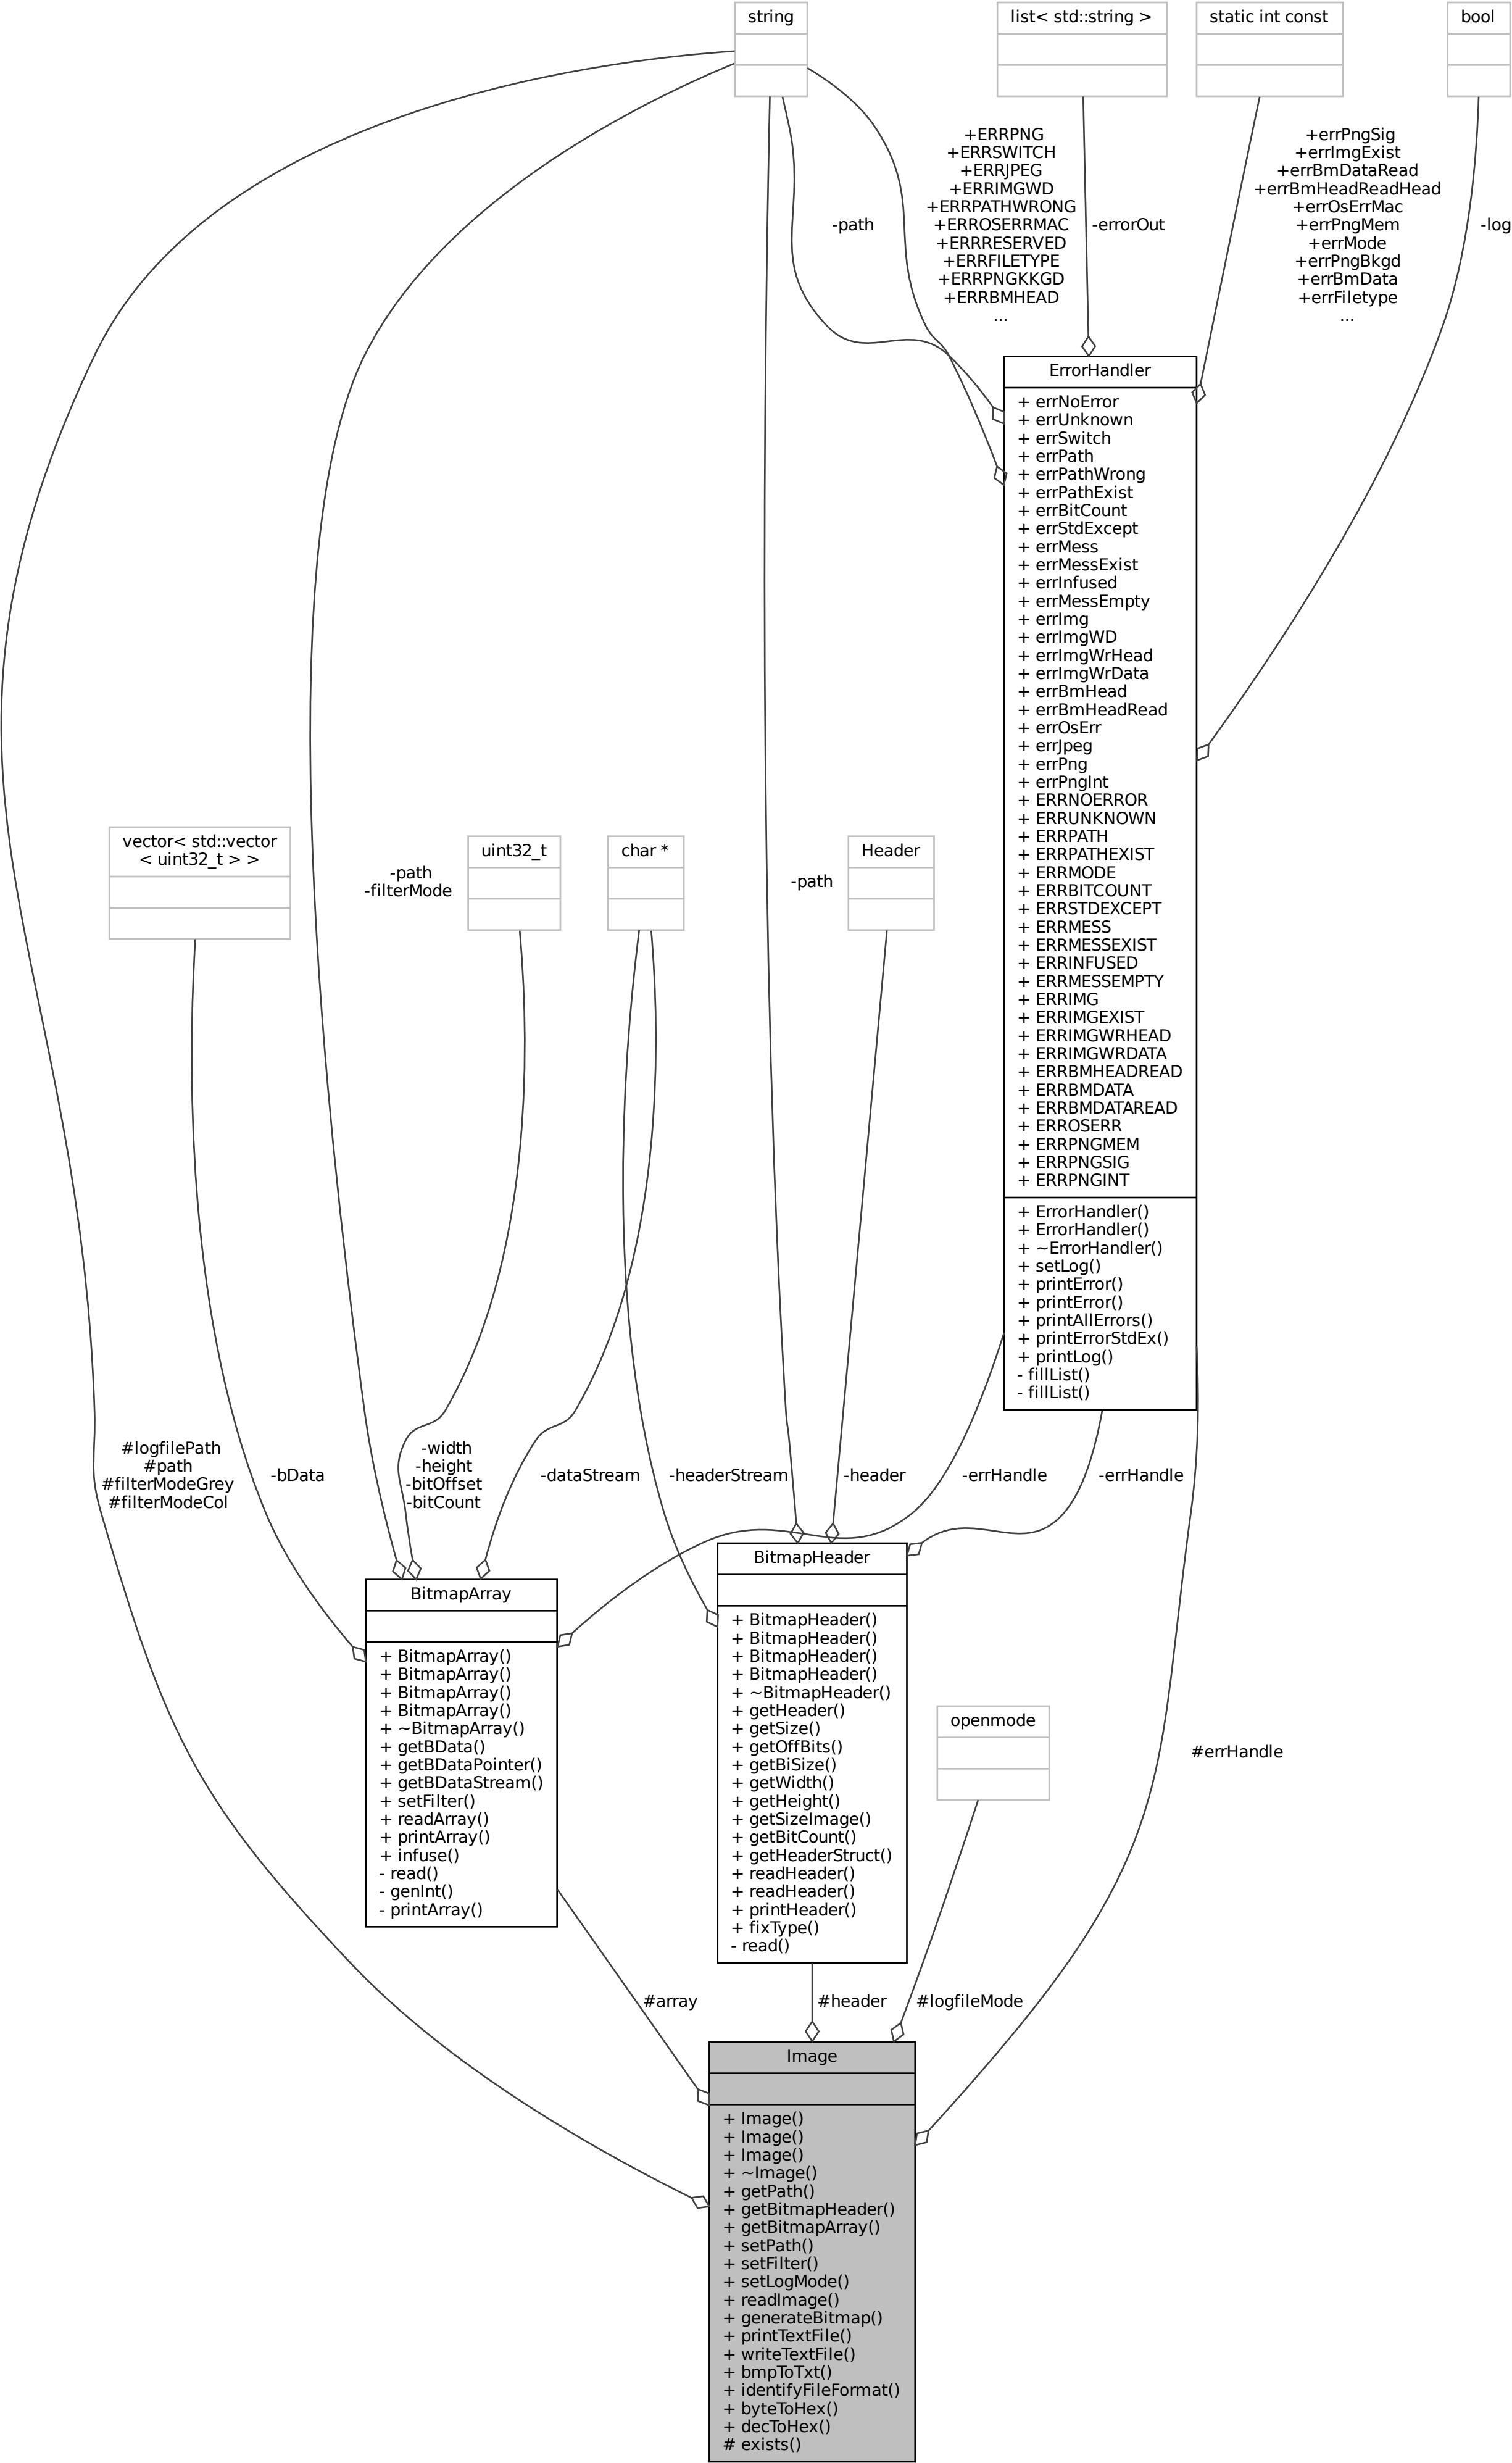 string
list< std::string >
static int const
bool
+ERRPNG
+ERRSWITCH
+ERRJPEG
+ERRIMGWD
+ERRPATHWRONG
+ERROSERRMAC
+ERRRESERVED
+ERRFILETYPE
+ERRPNGKKGD
+ERRBMHEAD
...
+errPngSig
+errImgExist
+errBmDataRead
+errBmHeadReadHead
+errOsErrMac
+errPngMem
+errMode
+errPngBkgd
+errBmData
+errFiletype
...
-path
-errorOut
-log
ErrorHandler
+ errNoError
+ errUnknown
+ errSwitch
+ errPath
+ errPathWrong
+ errPathExist
+ errBitCount
+ errStdExcept
+ errMess
+ errMessExist
+ errInfused
+ errMessEmpty
+ errImg
+ errImgWD
+ errImgWrHead
+ errImgWrData
+ errBmHead
+ errBmHeadRead
+ errOsErr
+ errJpeg
+ errPng
+ errPngInt
+ ERRNOERROR
+ ERRUNKNOWN
+ ERRPATH
+ ERRPATHEXIST
+ ERRMODE
+ ERRBITCOUNT
+ ERRSTDEXCEPT
+ ERRMESS
+ ERRMESSEXIST
+ ERRINFUSED
+ ERRMESSEMPTY
+ ERRIMG
+ ERRIMGEXIST
+ ERRIMGWRHEAD
+ ERRIMGWRDATA
+ ERRBMHEADREAD
+ ERRBMDATA
+ ERRBMDATAREAD
+ ERROSERR
+ ERRPNGMEM
+ ERRPNGSIG
+ ERRPNGINT
+ ErrorHandler()
+ ErrorHandler()
+ ~ErrorHandler()
+ setLog()
+ printError()
+ printError()
+ printAllErrors()
+ printErrorStdEx()
+ printLog()
- fillList()
- fillList()
vector< std::vector
< uint32_t > >
-path
-filterMode
uint32_t
char *
-path
Header
#logfilePath
#path
#filterModeGrey
#filterModeCol
-bData
-width
-height
-bitOffset
-bitCount
-dataStream
-headerStream
-header
-errHandle
-errHandle
BitmapArray
+ BitmapArray()
+ BitmapArray()
+ BitmapArray()
+ BitmapArray()
+ ~BitmapArray()
+ getBData()
+ getBDataPointer()
+ getBDataStream()
+ setFilter()
+ readArray()
+ printArray()
+ infuse()
- read()
- genInt()
- printArray()
BitmapHeader
+ BitmapHeader()
+ BitmapHeader()
+ BitmapHeader()
+ BitmapHeader()
+ ~BitmapHeader()
+ getHeader()
+ getSize()
+ getOffBits()
+ getBiSize()
+ getWidth()
+ getHeight()
+ getSizeImage()
+ getBitCount()
+ getHeaderStruct()
+ readHeader()
+ readHeader()
+ printHeader()
+ fixType()
- read()
openmode
#errHandle
#array
#header
#logfileMode
Image
+ Image()
+ Image()
+ Image()
+ ~Image()
+ getPath()
+ getBitmapHeader()
+ getBitmapArray()
+ setPath()
+ setFilter()
+ setLogMode()
+ readImage()
+ generateBitmap()
+ printTextFile()
+ writeTextFile()
+ bmpToTxt()
+ identifyFileFormat()
+ byteToHex()
+ decToHex()
# exists()